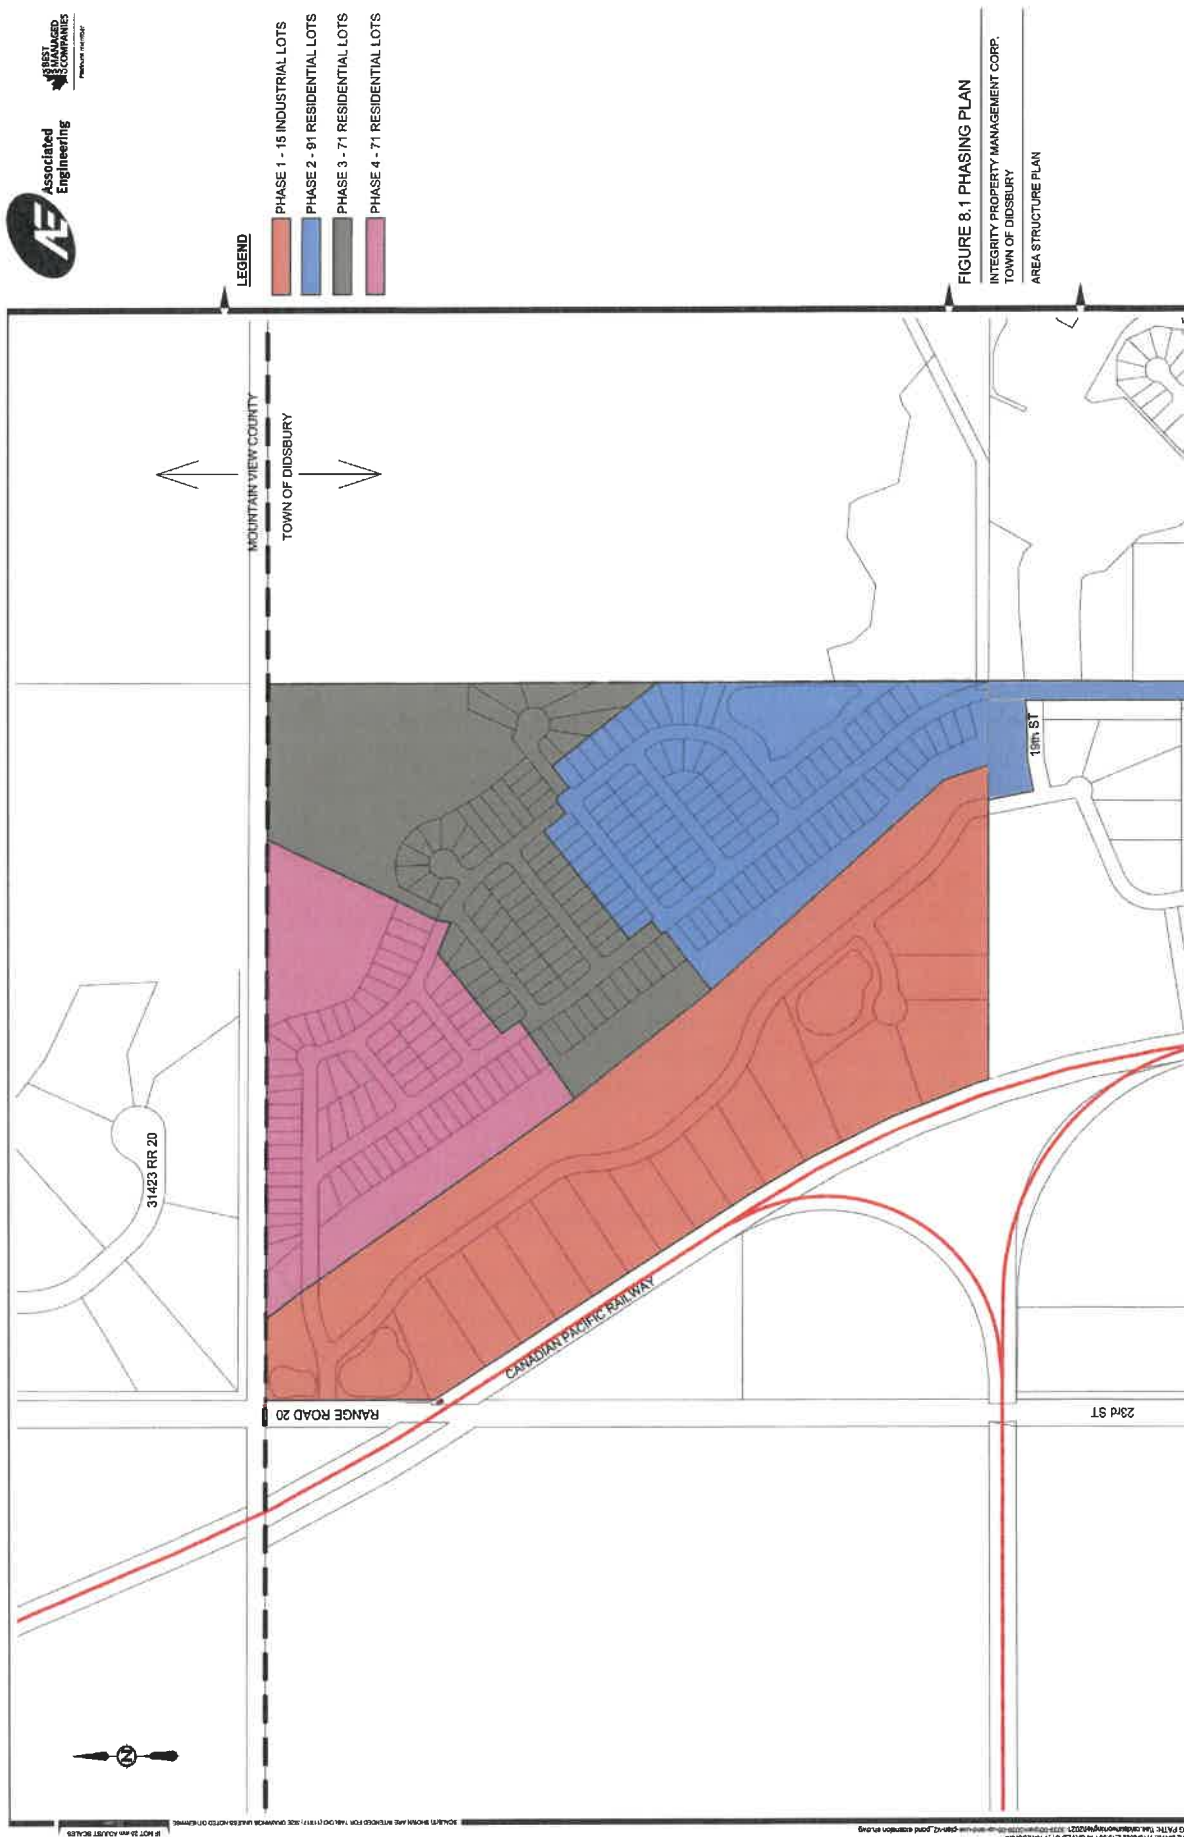 Associated
Engineering
BEST
MANAGED
COMPANIES
Platinum member
LEGEND
PHASE 1 - 15 INDUSTRIAL LOTS
PHASE 2 - 91 RESIDENTIAL LOTS
PHASE 3 - 71 RESIDENTIAL LOTS
PHASE 4 - 71 RESIDENTIAL LOTS
FIGURE 8.1 PHASING PLAN
INTEGRITY PROPERTY MANAGEMENT CORP.
TOWN OF DIDSBURY
AREA STRUCTURE PLAN
MOUNTAIN VIEW COUNTY
TOWN OF DIDSBURY
31423 RR 20
19th ST
CANADIAN PACIFIC RAILWAY
RANGE ROAD 20
23rd ST
N
IF NOT 25 mm ADJUST SCALES